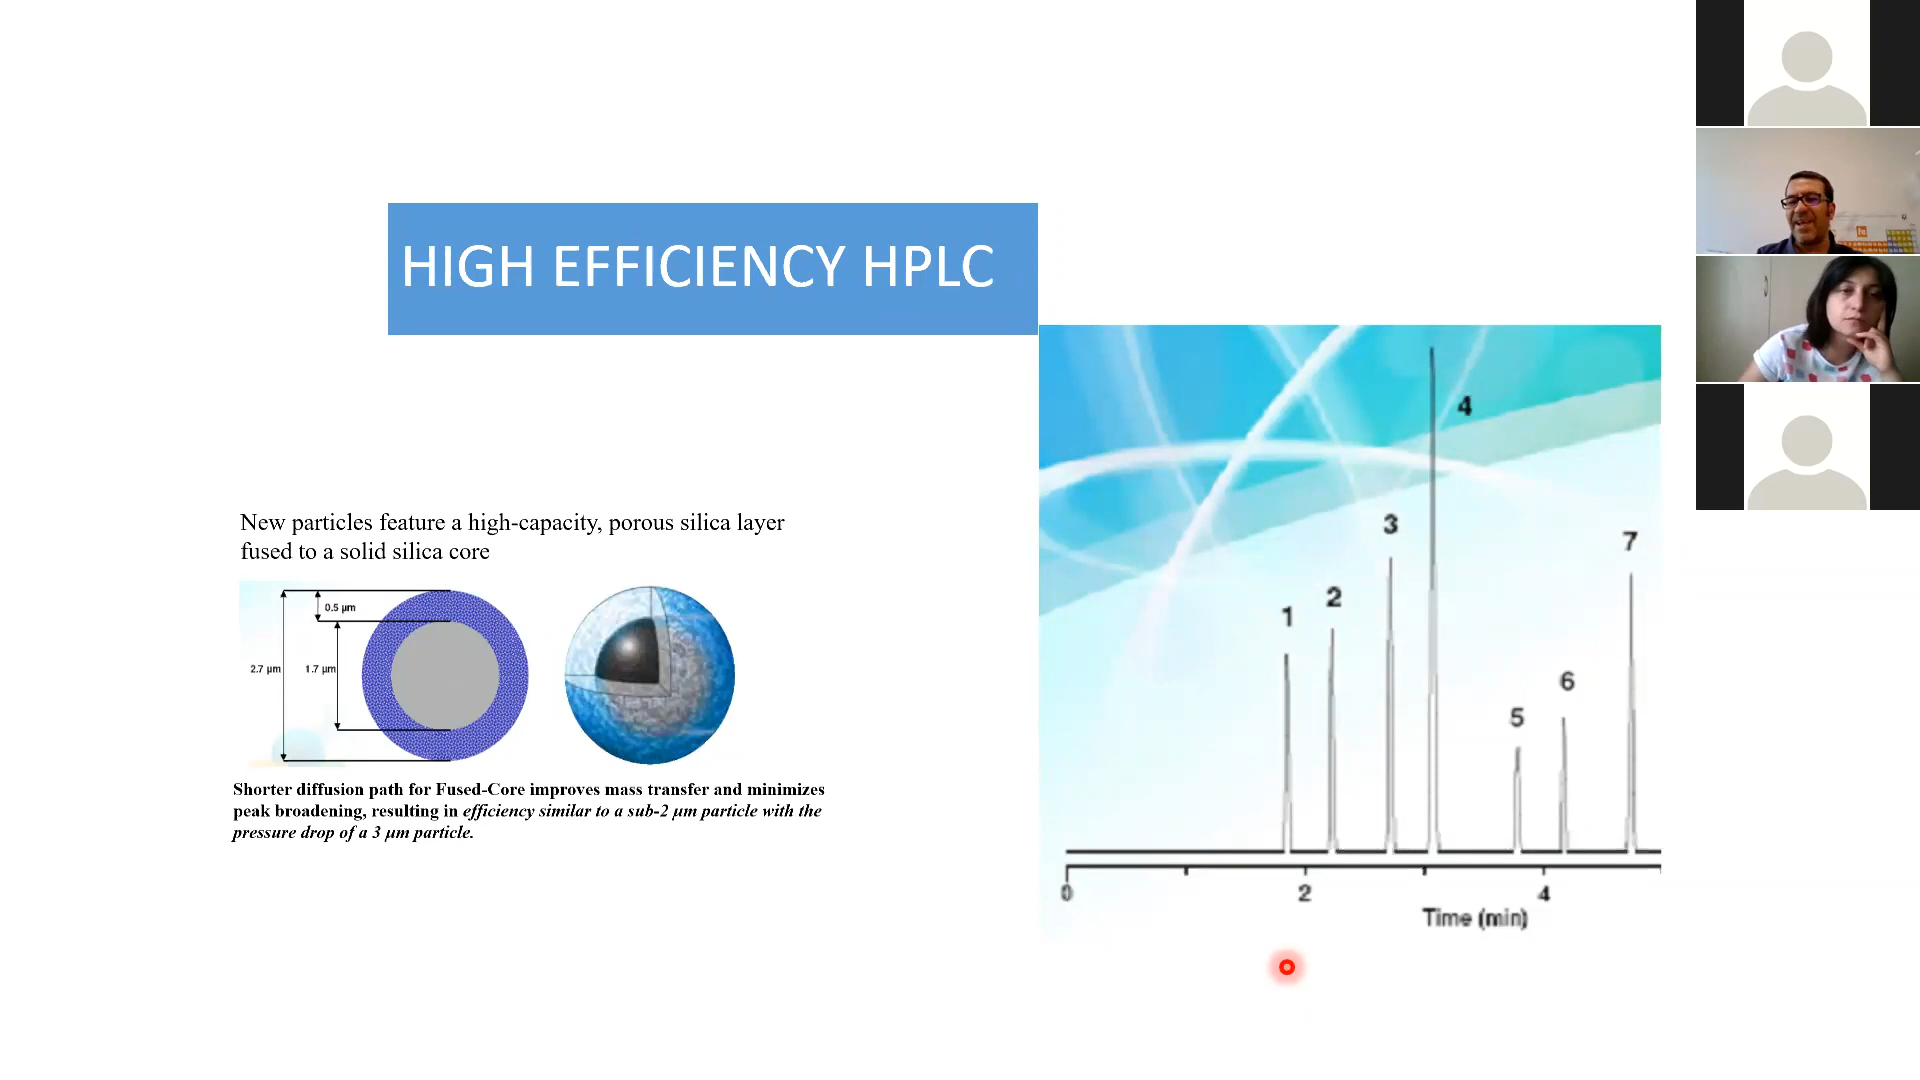 HIGH EFFICIENCY HPLC
New particles feature a high-capacity, porous silica layer
fused to a solid silica core
0.5 µm
2.7 µm
1.7 µm
Shorter diffusion path for Fused-Core improves mass transfer and minimizes
peak broadening, resulting in efficiency similar to a sub-2 µm particle with the
pressure drop of a 3 µm particle.
1
2
3
4
5
6
7
0
2
4
Time (min)